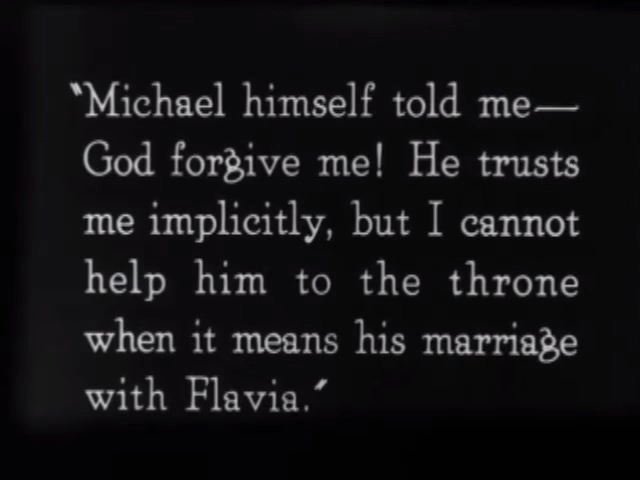 "Michael himself told me—
God forgive me! He trusts
me implicitly, but I cannot
help him to the throne
when it means his marriage
with Flavia."